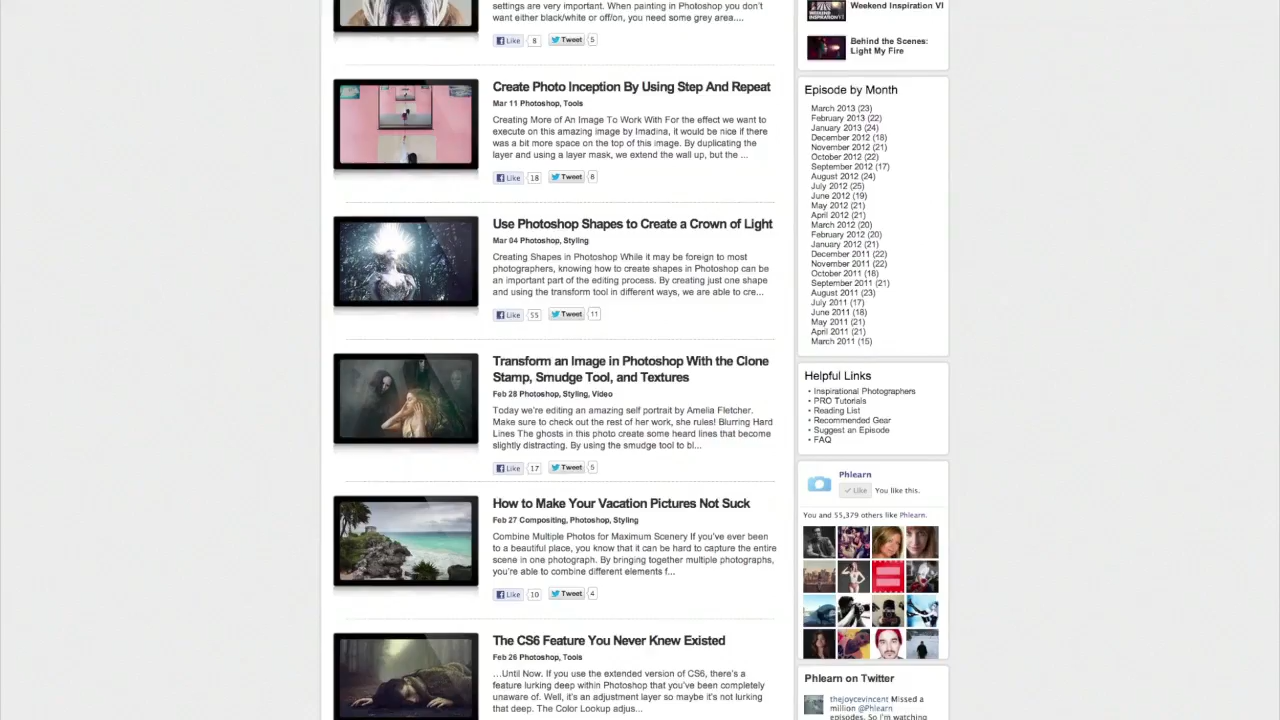 settings are very important. When painting in Photoshop you don't
want either black/white or off/on, you need some grey area....
Like 8 Tweet 5
Create Photo Inception By Using Step And Repeat
Mar 11 Photoshop, Tools
Creating More of An Image To Work With For the effect we want to
execute on this amazing image by Imadina, it would be nice if there
was a bit more space on the top of this image. By duplicating the
layer and using a layer mask, we extend the wall up, but the ...
Like 18 Tweet 8
Use Photoshop Shapes to Create a Crown of Light
Mar 04 Photoshop, Styling
Creating Shapes in Photoshop While it may be foreign to most
photographers, knowing how to create shapes in Photoshop can be
an important part of the editing process. By creating just one shape
and using the transform tool in different ways, we are able to cre...
Like 55 Tweet 11
Transform an Image in Photoshop With the Clone
Stamp, Smudge Tool, and Textures
Feb 28 Photoshop, Styling, Video
Today we're editing an amazing self portrait by Amelia Fletcher.
Make sure to check out the rest of her work, she rules! Blurring Hard
Lines The ghosts in this photo create some heard lines that become
slightly distracting. By using the smudge tool to bl...
Like 17 Tweet 5
How to Make Your Vacation Pictures Not Suck
Feb 27 Compositing, Photoshop, Styling
Combine Multiple Photos for Maximum Scenery If you've ever been
to a beautiful place, you know that it can be hard to capture the entire
scene in one photograph. By bringing together multiple photographs,
you're able to combine different elements f...
Like 10 Tweet 4
The CS6 Feature You Never Knew Existed
Feb 26 Photoshop, Tools
...Until Now. If you use the extended version of CS6, there's a
feature lurking deep within Photoshop that you've been completely
unaware of. Well, it's an adjustment layer so maybe it's not lurking
that deep. The Color Lookup adjus...
Weekend Inspiration VI
Behind the Scenes:
Light My Fire
Episode by Month
March 2013 (23)
February 2013 (22)
January 2013 (24)
December 2012 (18)
November 2012 (21)
October 2012 (22)
September 2012 (17)
August 2012 (24)
July 2012 (25)
June 2012 (19)
May 2012 (21)
April 2012 (21)
March 2012 (20)
February 2012 (20)
January 2012 (21)
December 2011 (22)
November 2011 (22)
October 2011 (18)
September 2011 (21)
August 2011 (23)
July 2011 (17)
June 2011 (18)
May 2011 (21)
April 2011 (21)
March 2011 (15)
Helpful Links
• Inspirational Photographers
• PRO Tutorials
• Reading List
• Recommended Gear
• Suggest an Episode
• FAQ
Phlearn
Like You like this.
You and 55,379 others like Phlearn.
Phlearn on Twitter
thejoycevincent Missed a
million @Phlearn
episodes. So I'm watching